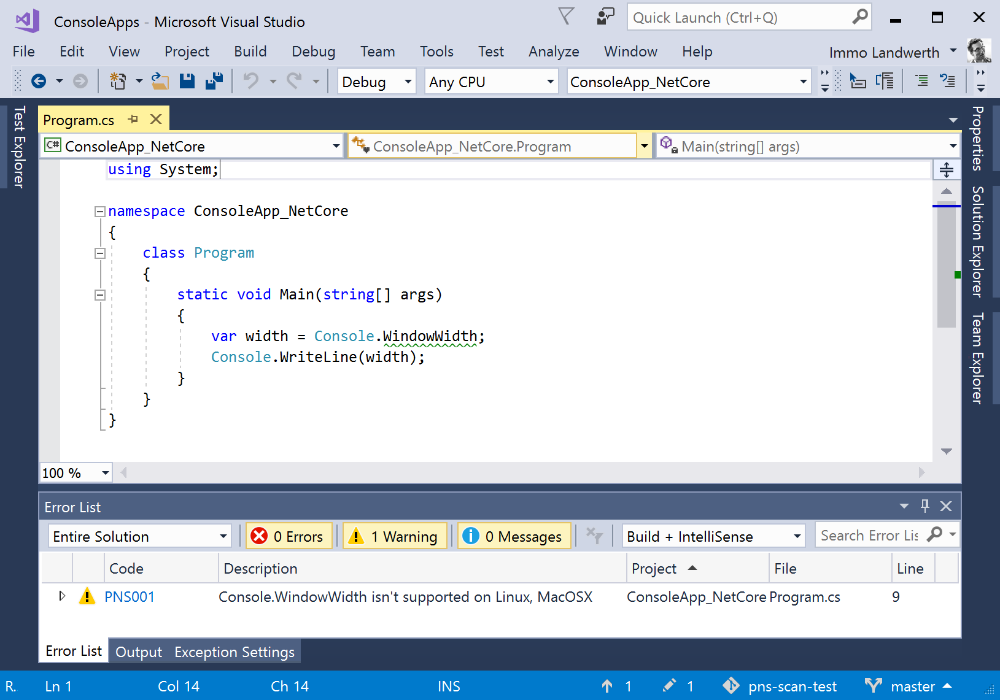 ConsoleApps - Microsoft Visual Studio
Quick Launch (Ctrl+Q)
File Edit View Project Build Debug Team Tools Test Analyze Window Help
Immo Landwerth
Debug Any CPU ConsoleApp_NetCore
Test Explorer
Program.cs
C# ConsoleApp_NetCore ConsoleApp_NetCore.Program Main(string[] args)
using System;
namespace ConsoleApp_NetCore
{
class Program
{
static void Main(string[] args)
{
var width = Console.WindowWidth;
Console.WriteLine(width);
}
}
}
100 %
Properties
Solution Explorer
Team Explorer
Error List
Entire Solution 0 Errors 1 Warning 0 Messages Build + IntelliSense Search Error Lis
Code Description Project File Line
PNS001 Console.WindowWidth isn't supported on Linux, MacOSX ConsoleApp_NetCore Program.cs 9
Error List Output Exception Settings
R. Ln 1 Col 14 Ch 14 INS 1 1 pns-scan-test master